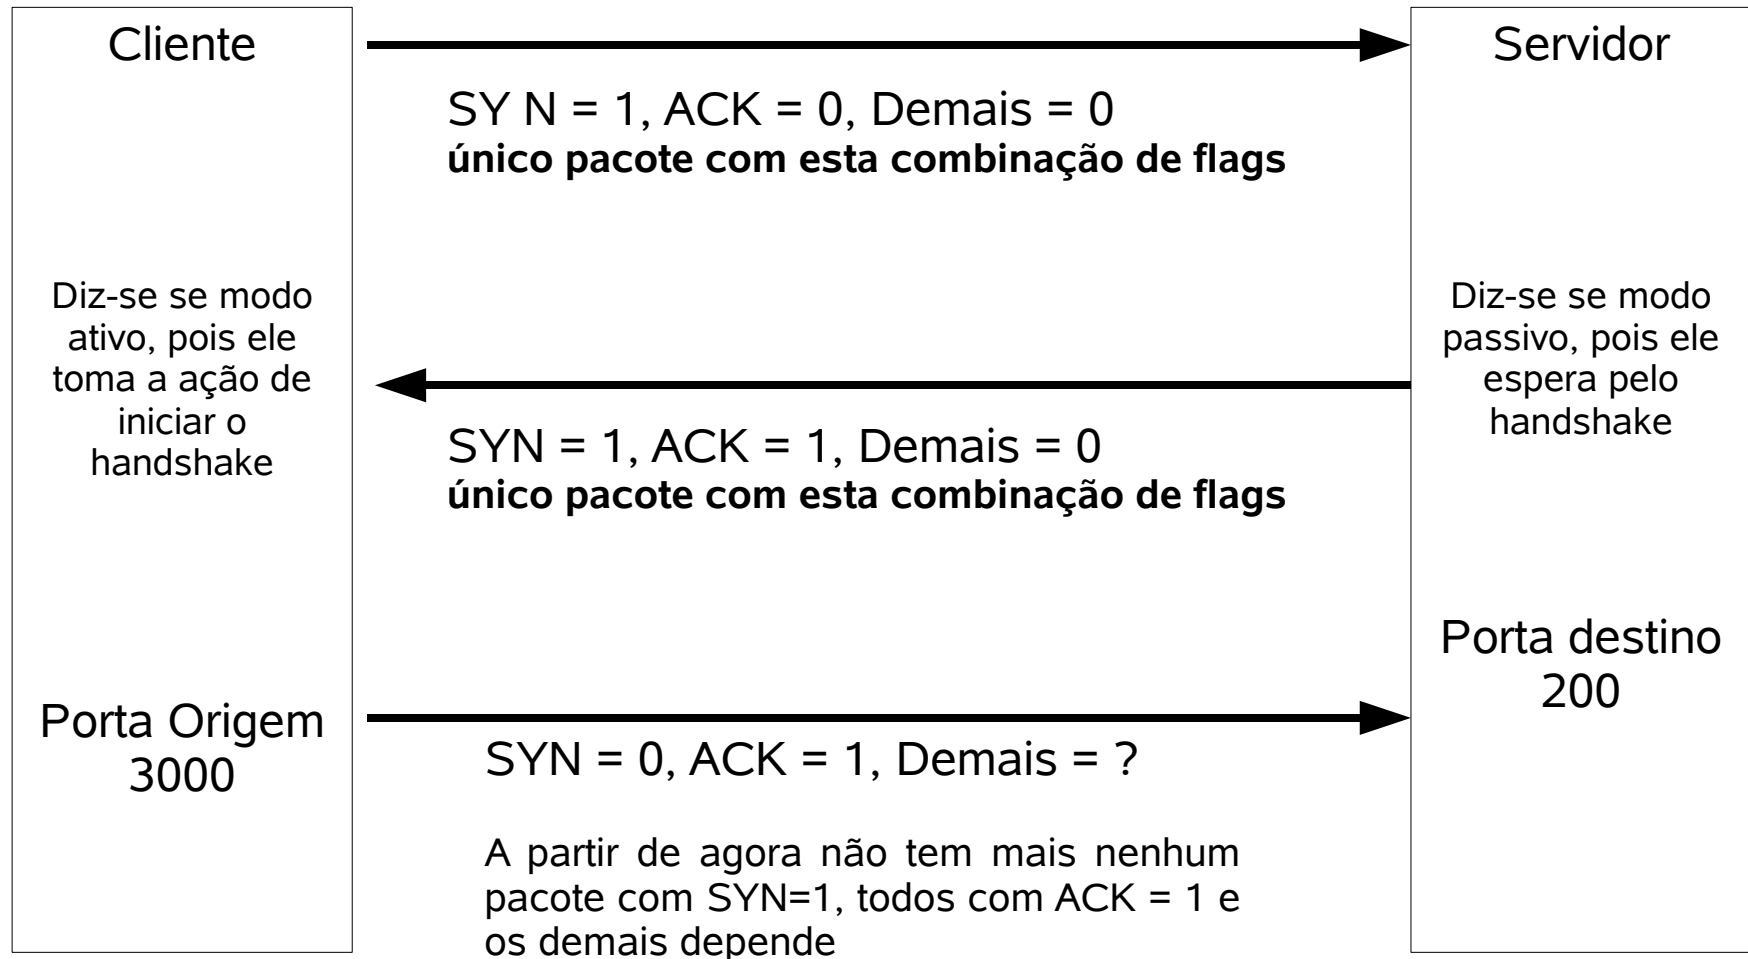 Cliente
Servidor
SY N = 1, ACK = 0, Demais = 0
único pacote com esta combinação de flags
Diz-se se modo
ativo, pois ele
toma a ação de
iniciar o
handshake
Diz-se se modo
passivo, pois ele
espera pelo
handshake
SYN = 1, ACK = 1, Demais = 0
único pacote com esta combinação de flags
Porta destino
200
Porta Origem
3000
SYN = 0, ACK = 1, Demais = ?
A partir de agora não tem mais nenhum
pacote com SYN=1, todos com ACK = 1 e
os demais depende